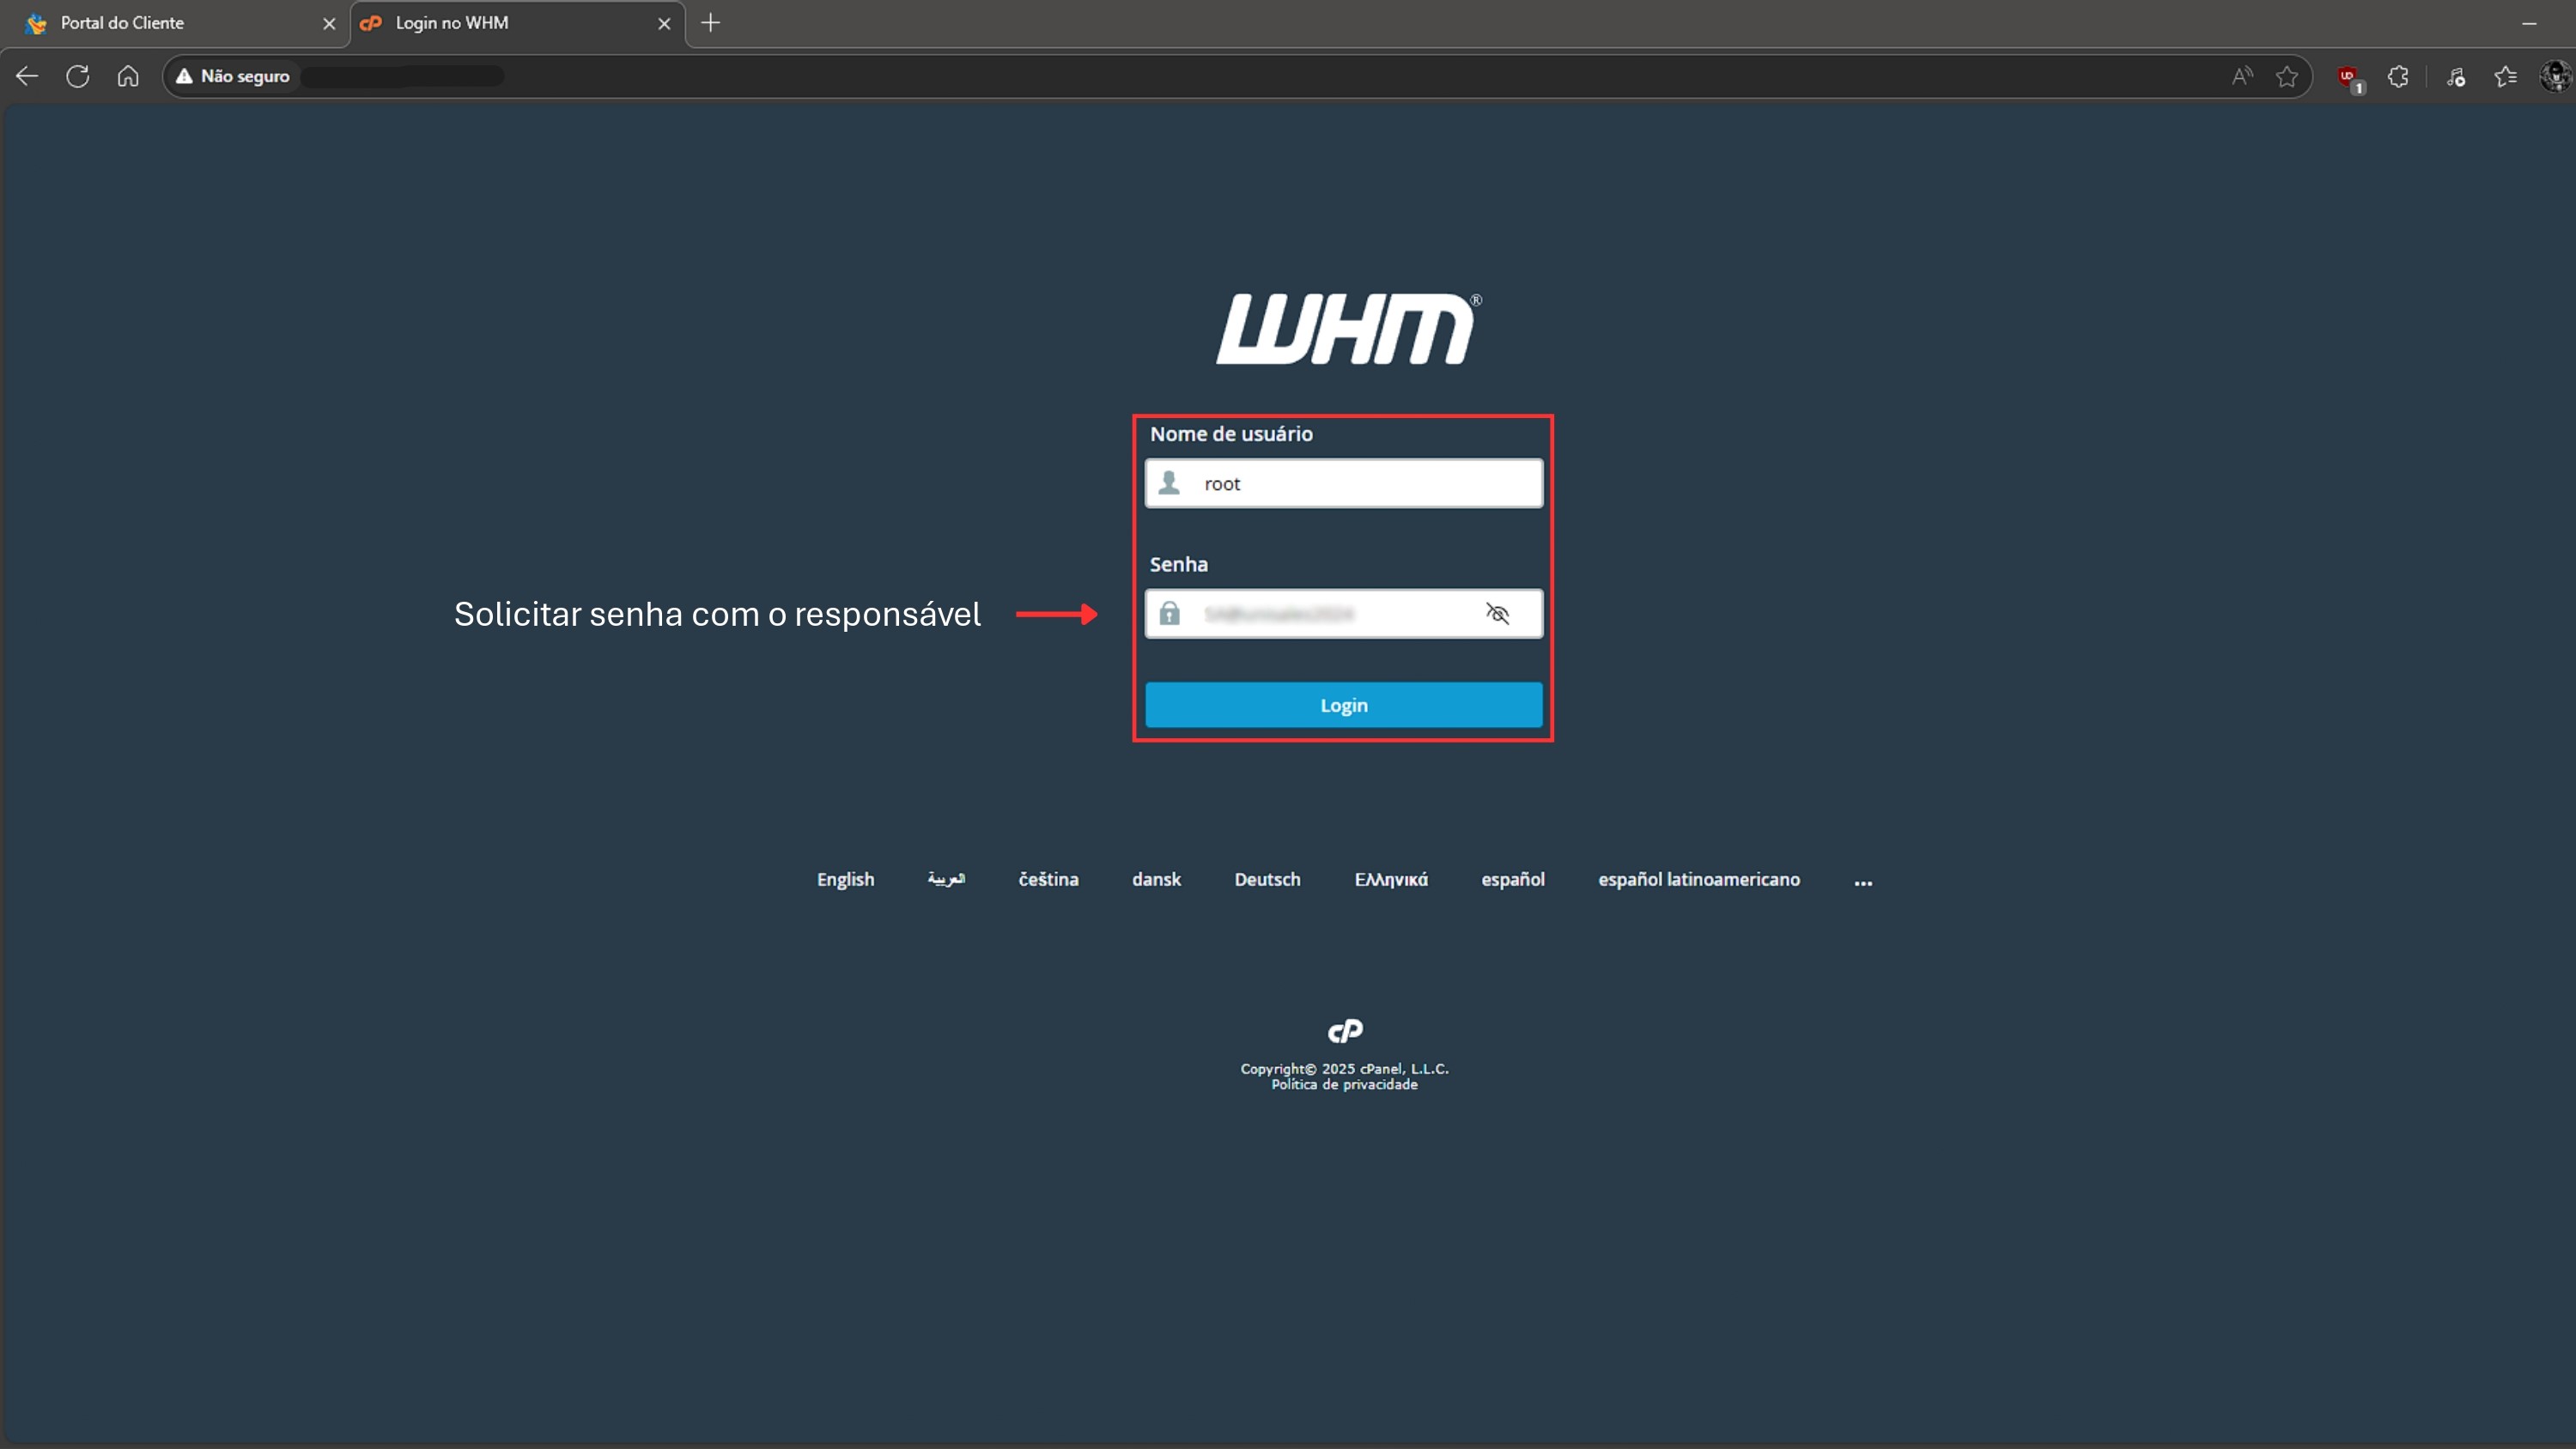 Portal do Cliente
Login no WHM
Não seguro
1
WHM®
Nome de usuário
root
Senha
Solicitar senha com o responsável
Login
English العربية čeština dansk Deutsch Ελληνικά español español latinoamericano ...
cP
Copyright© 2025 cPanel, L.L.C.
Política de privacidade